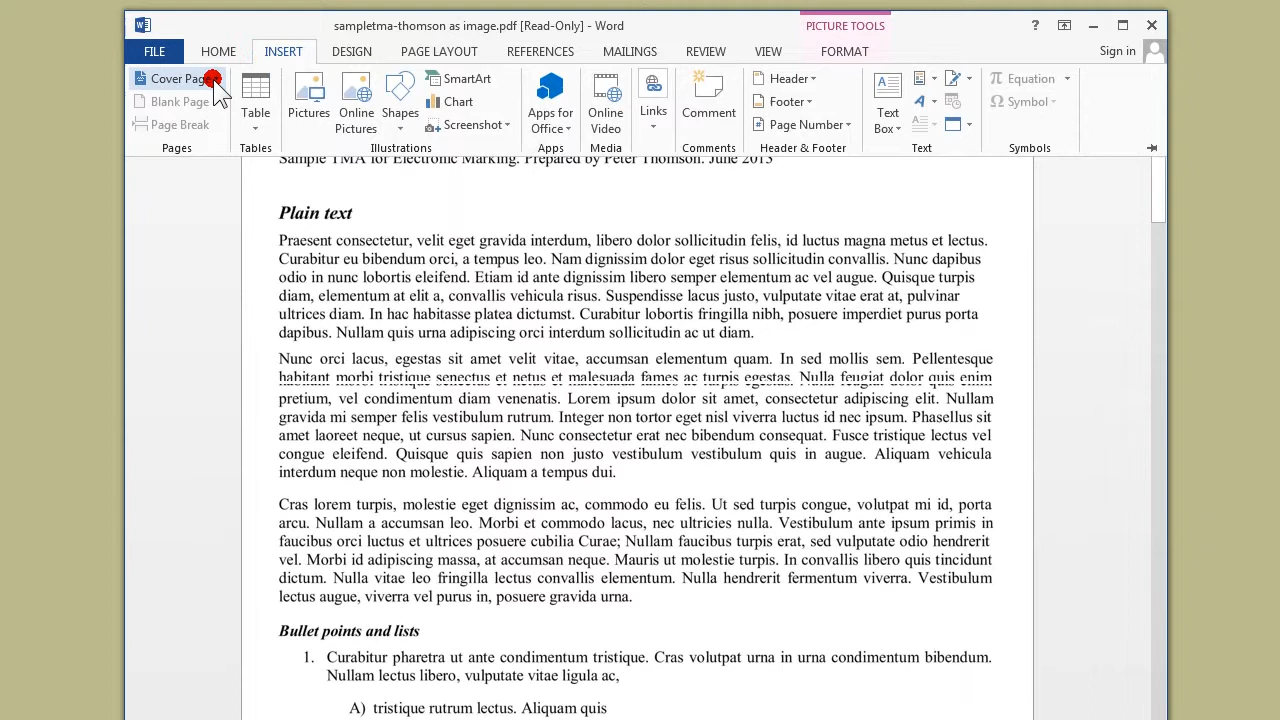 sampletma-thomson as image.pdf [Read-Only] - Word
PICTURE TOOLS
?
FILE HOME INSERT DESIGN PAGE LAYOUT REFERENCES MAILINGS REVIEW VIEW FORMAT Sign in
Cover Page
Blank Page
Page Break
Pages
Table
Tables
Pictures
Online
Pictures
Shapes
SmartArt
Chart
Screenshot
Illustrations
Apps for
Office
Apps
Online
Video
Media
Links
Comment
Comments
Header
Footer
Page Number
Header & Footer
Text
Box
Text
Equation
Symbol
Symbols
Sample TMA for Electronic Marking. Prepared by Peter Thomson. June 2013
Plain text
Praesent consectetur, velit eget gravida interdum, libero dolor sollicitudin felis, id luctus magna metus et lectus.
Curabitur eu bibendum orci, a tempus leo. Nam dignissim dolor eget risus sollicitudin convallis. Nunc dapibus
odio in nunc lobortis eleifend. Etiam id ante dignissim libero semper elementum ac vel augue. Quisque turpis
diam, elementum at elit a, convallis vehicula risus. Suspendisse lacus justo, vulputate vitae erat at, pulvinar
ultrices diam. In hac habitasse platea dictumst. Curabitur lobortis fringilla nibh, posuere imperdiet purus porta
dapibus. Nullam quis urna adipiscing orci interdum sollicitudin ac ut diam.
Nunc orci lacus, egestas sit amet velit vitae, accumsan elementum quam. In sed mollis sem. Pellentesque
habitant morbi tristique senectus et netus et malesuada fames ac turpis egestas. Nulla feugiat dolor quis enim
pretium, vel condimentum diam venenatis. Lorem ipsum dolor sit amet, consectetur adipiscing elit. Nullam
gravida mi semper felis vestibulum rutrum. Integer non tortor eget nisl viverra luctus id nec ipsum. Phasellus sit
amet laoreet neque, ut cursus sapien. Nunc consectetur erat nec bibendum consequat. Fusce tristique lectus vel
congue eleifend. Quisque quis sapien non justo vestibulum vestibulum quis in augue. Aliquam vehicula
interdum neque non molestie. Aliquam a tempus dui.
Cras lorem turpis, molestie eget dignissim ac, commodo eu felis. Ut sed turpis congue, volutpat mi id, porta
arcu. Nullam a accumsan leo. Morbi et commodo lacus, nec ultricies nulla. Vestibulum ante ipsum primis in
faucibus orci luctus et ultrices posuere cubilia Curae; Nullam faucibus turpis erat, sed vulputate odio hendrerit
vel. Morbi id adipiscing massa, at accumsan neque. Mauris ut molestie turpis. In convallis libero quis tincidunt
dictum. Nulla vitae leo fringilla lectus convallis elementum. Nulla hendrerit fermentum viverra. Vestibulum
lectus augue, viverra vel purus in, posuere gravida urna.
Bullet points and lists
1. Curabitur pharetra ut ante condimentum tristique. Cras volutpat urna in urna condimentum bibendum.
Nullam lectus libero, vulputate vitae ligula ac,
A) tristique rutrum lectus. Aliquam quis